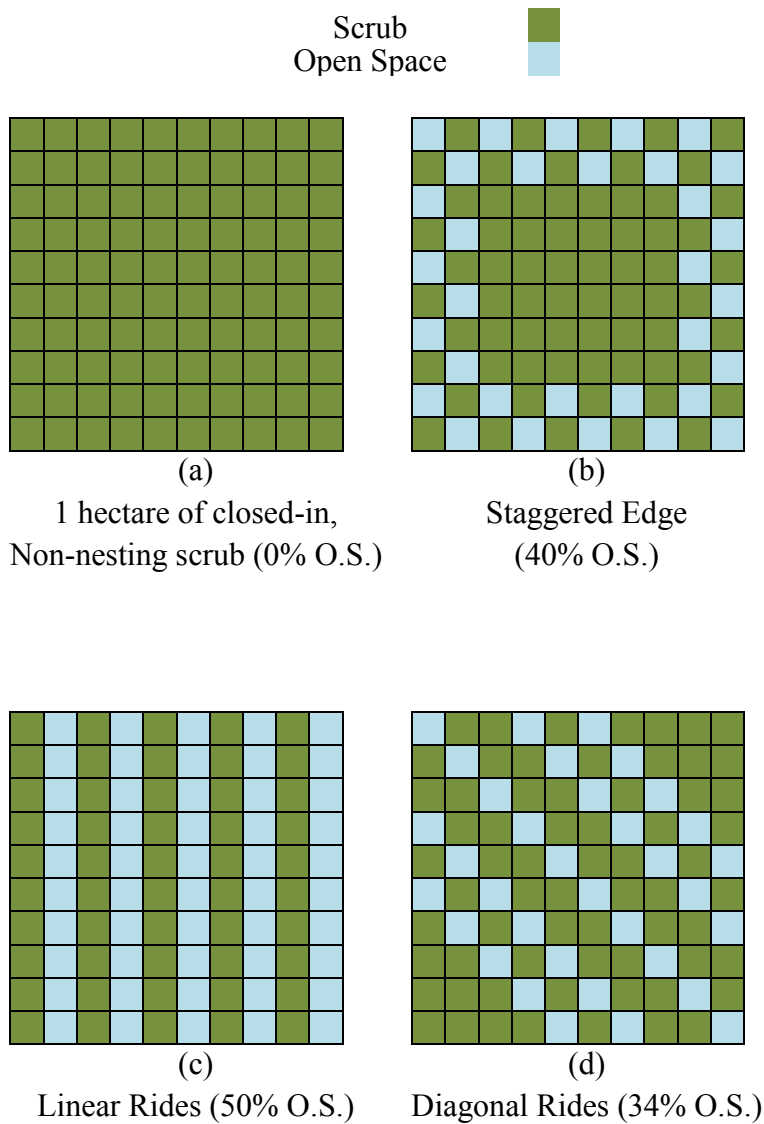 Scrub
Open Space
(a)
1 hectare of closed-in,
Non-nesting scrub (0% O.S.)
(b)
Staggered Edge
(40% O.S.)
(c)
Linear Rides (50% O.S.)
(d)
Diagonal Rides (34% O.S.)